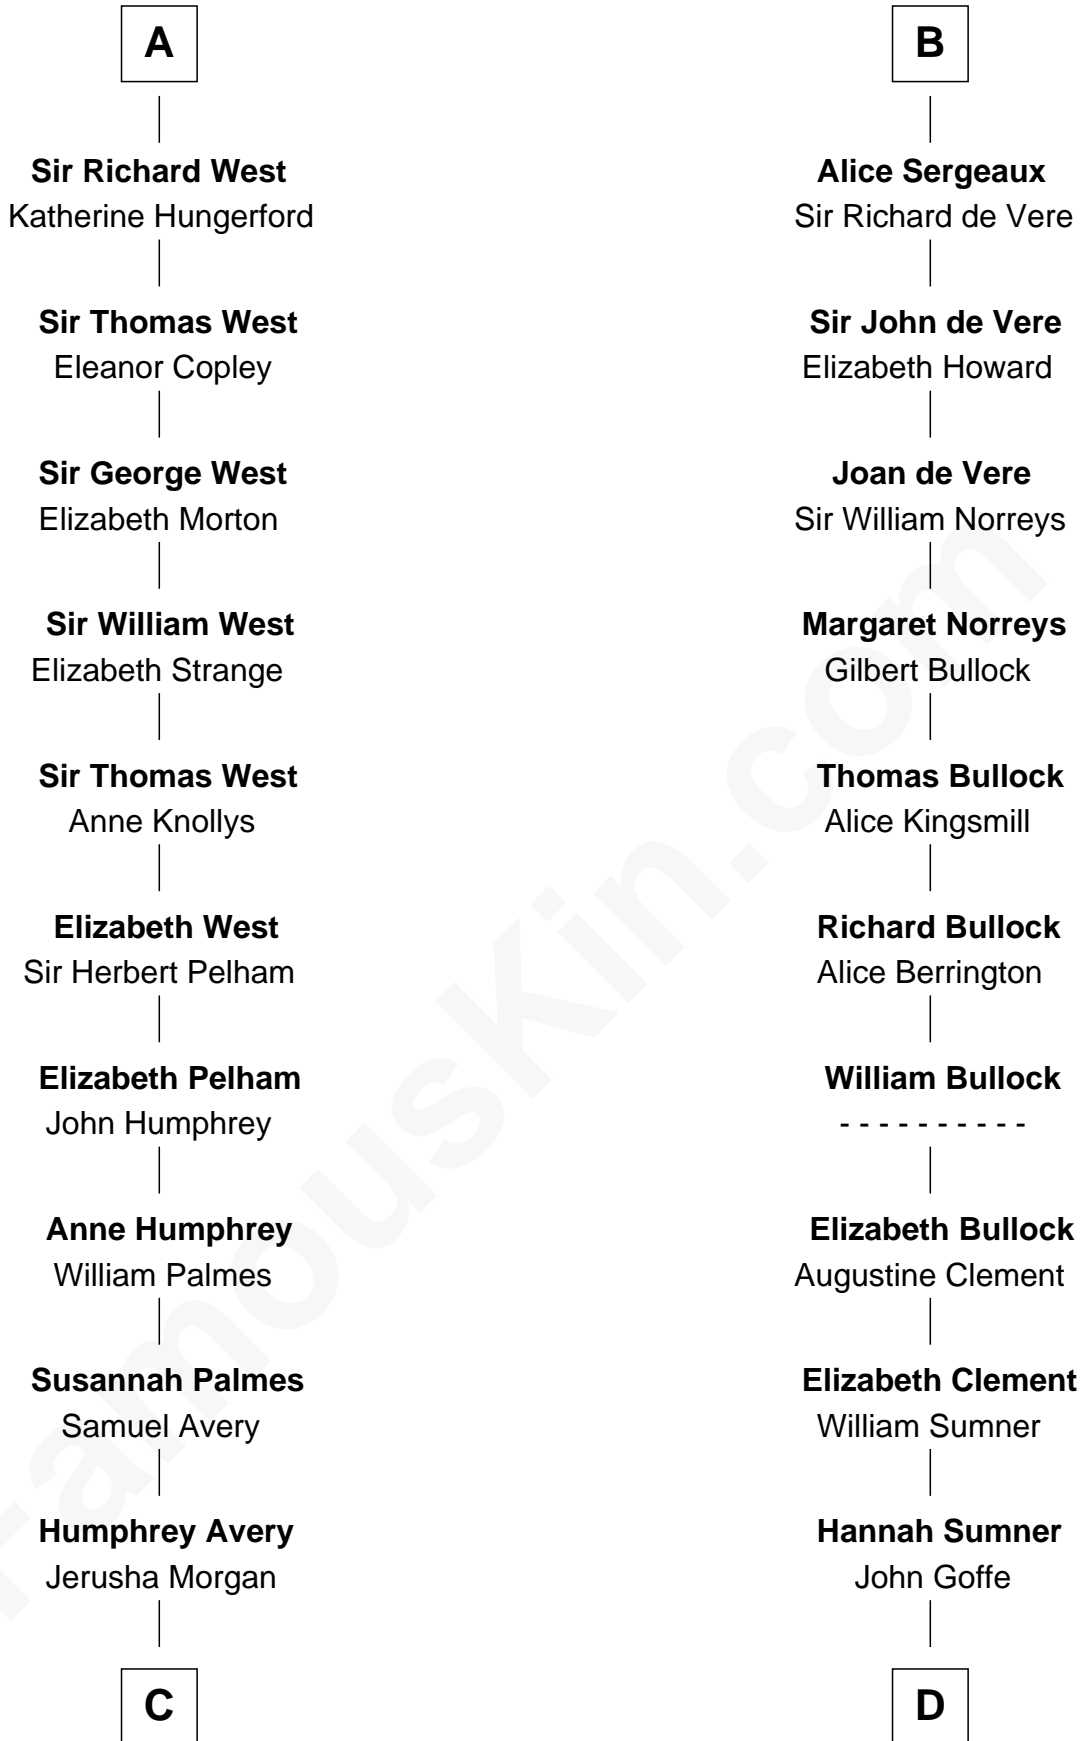 A
Sir Richard West
Katherine Hungerford
Sir Thomas West
Eleanor Copley
Sir George West
Elizabeth Morton
Sir William West
Elizabeth Strange
Sir Thomas West
Anne Knollys
Elizabeth West
Sir Herbert Pelham
Elizabeth Pelham
John Humphrey
Anne Humphrey
William Palmes
Susannah Palmes
Samuel Avery
Humphrey Avery
Jerusha Morgan
C
B
Alice Sergeaux
Sir Richard de Vere
Sir John de Vere
Elizabeth Howard
Joan de Vere
Sir William Norreys
Margaret Norreys
Gilbert Bullock
Thomas Bullock
Alice Kingsmill
Richard Bullock
Alice Berrington
William Bullock
- - - - - - - - - -
Elizabeth Bullock
Augustine Clement
Elizabeth Clement
William Sumner
Hannah Sumner
John Goffe
D
FamousKin.com